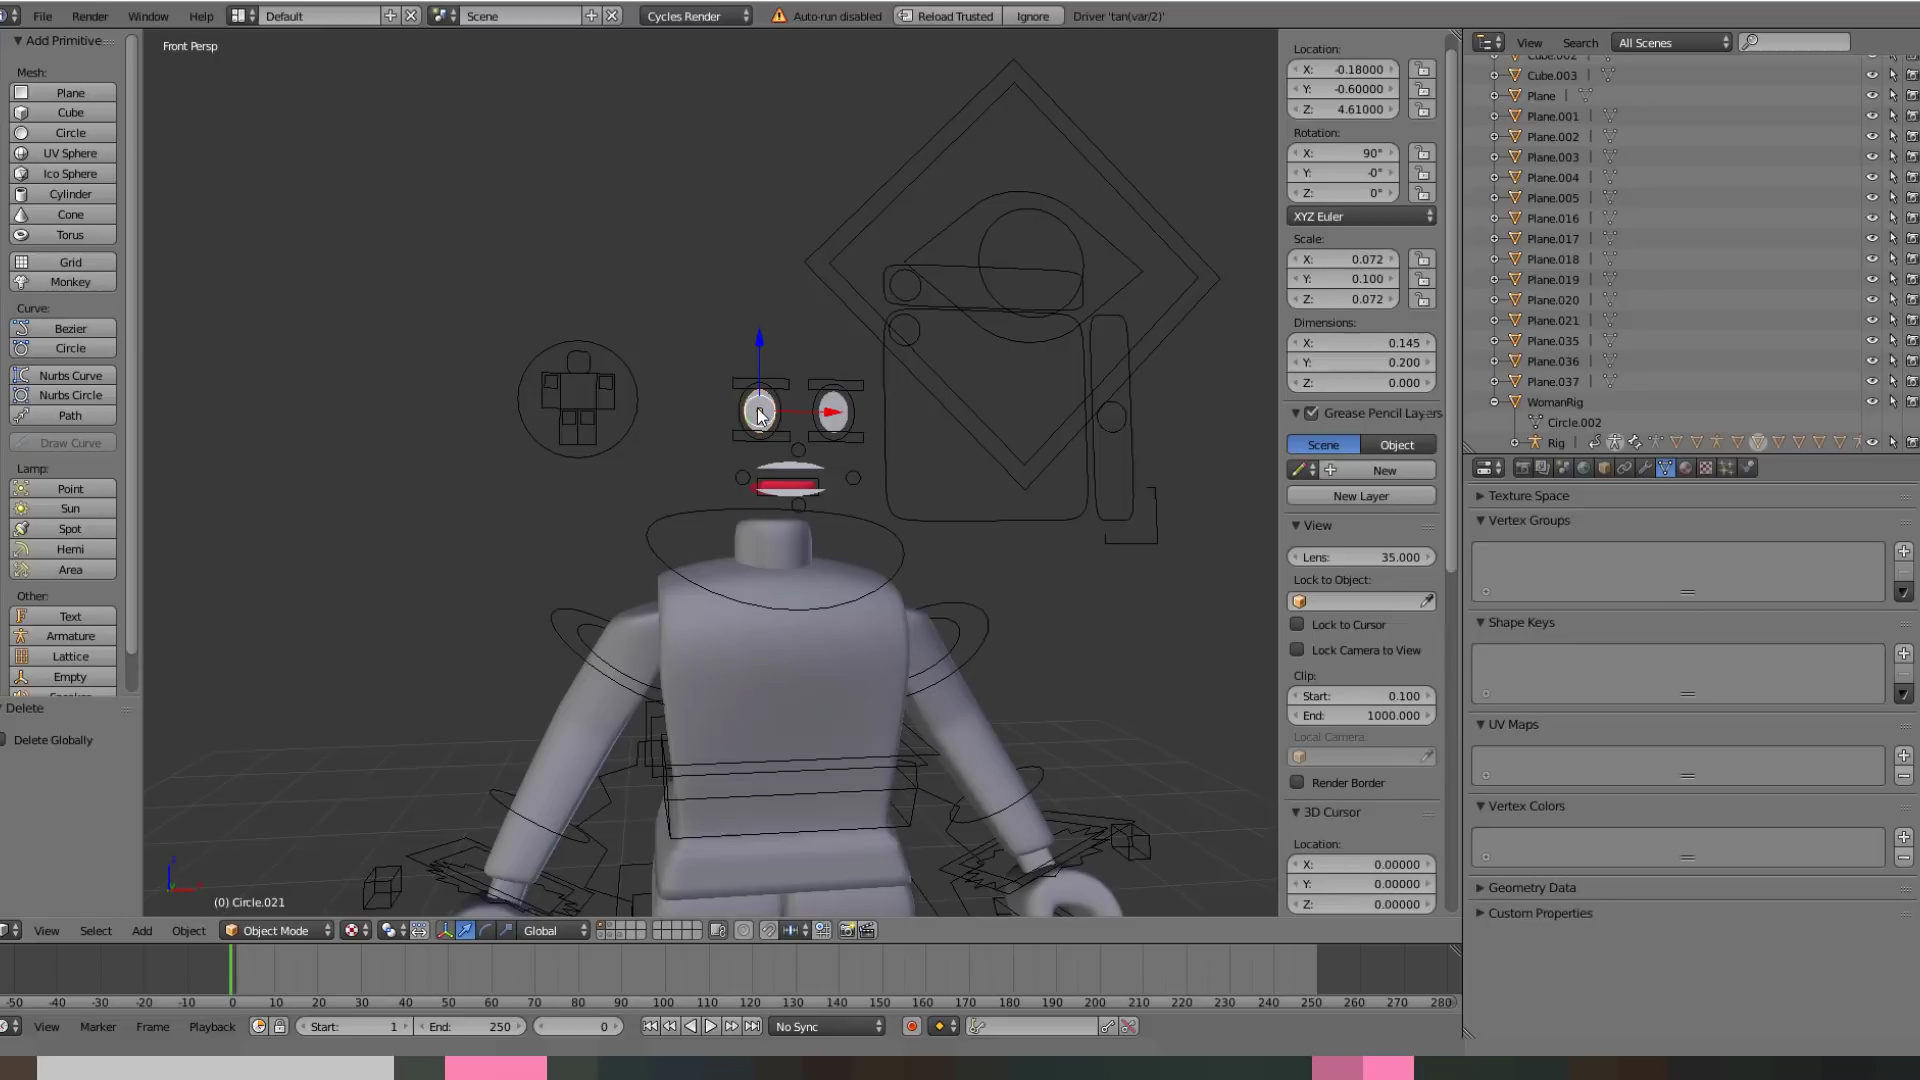 File Render Window Help Default Scene Cycles Render Auto-run disabled Reload Trusted Ignore Driver 'tan(var/2)'
Add Primitive
Mesh:
Plane
Cube
Circle
UV Sphere
Ico Sphere
Cylinder
Cone
Torus
Grid
Monkey
Curve:
Bezier
Circle
Nurbs Curve
Nurbs Circle
Path
Draw Curve
Lamp:
Point
Sun
Spot
Hemi
Area
Other:
Text
Armature
Lattice
Empty
Delete
Delete Globally
Front Persp
(0) Circle.021
Location:
X: -0.18000
Y: -0.60000
Z: 4.61000
Rotation:
X: 90°
Y: -0°
Z: 0°
XYZ Euler
Scale:
X: 0.072
Y: 0.100
Z: 0.072
Dimensions:
X: 0.145
Y: 0.200
Z: 0.000
Grease Pencil Layers
Scene Object
New
New Layer
View
Lens: 35.000
Lock to Object:
Lock to Cursor
Lock Camera to View
Clip:
Start: 0.100
End: 1000.000
Local Camera:
Render Border
3D Cursor
Location:
X: 0.00000
Y: 0.00000
Z: 0.00000
View Search All Scenes
Cube.002
Cube.003
Plane
Plane.001
Plane.002
Plane.003
Plane.004
Plane.005
Plane.016
Plane.017
Plane.018
Plane.019
Plane.020
Plane.021
Plane.035
Plane.036
Plane.037
WomanRig
Circle.002
Rig
Texture Space
Vertex Groups
Shape Keys
UV Maps
Vertex Colors
Geometry Data
Custom Properties
View Select Add Object Object Mode Global
-50 -40 -30 -20 -10 0 10 20 30 40 50 60 70 80 90 100 110 120 130 140 150 160 170 180 190 200 210 220 230 240 250 260 270 280
View Marker Frame Playback Start: 1 End: 250 0 No Sync